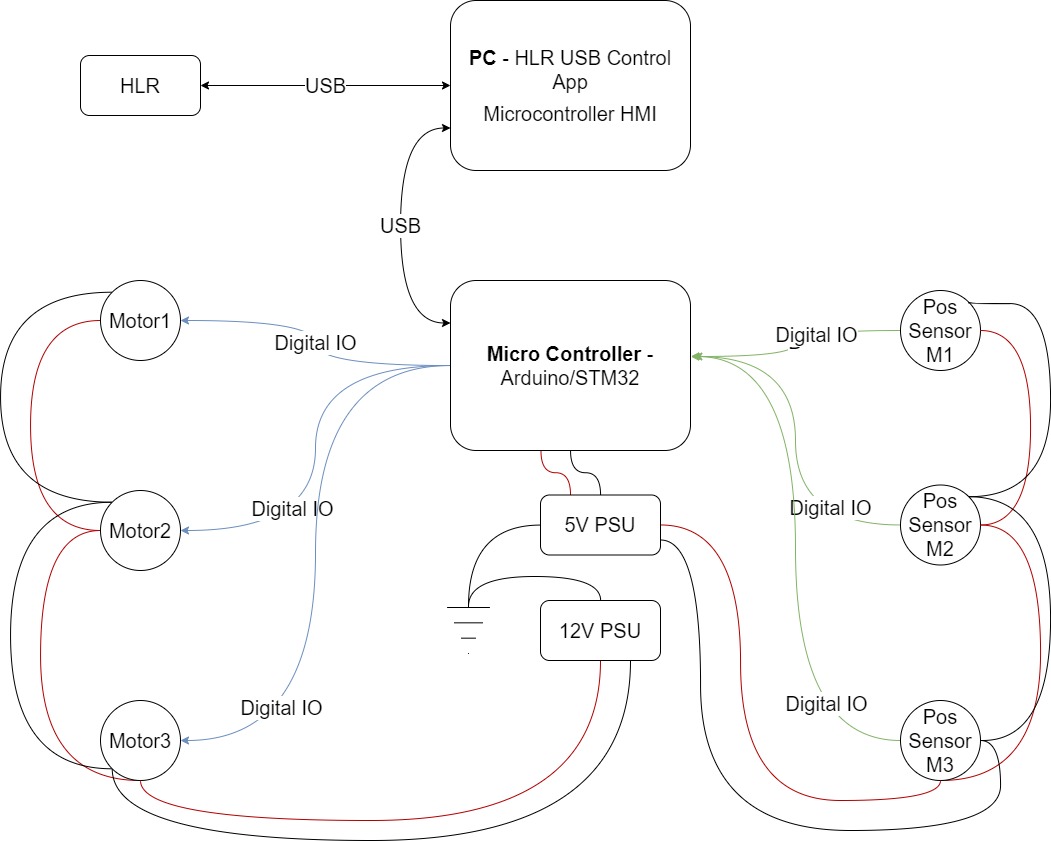 PC - HLR USB Control
App
Microcontroller HMI
HLR
USB
USB
Motor1
Digital IO
Micro Controller -
Arduino/STM32
Digital IO
Pos
Sensor
M1
Motor2
Digital IO
5V PSU
Digital IO
Pos
Sensor
M2
12V PSU
Motor3
Digital IO
Digital IO
Pos
Sensor
M3